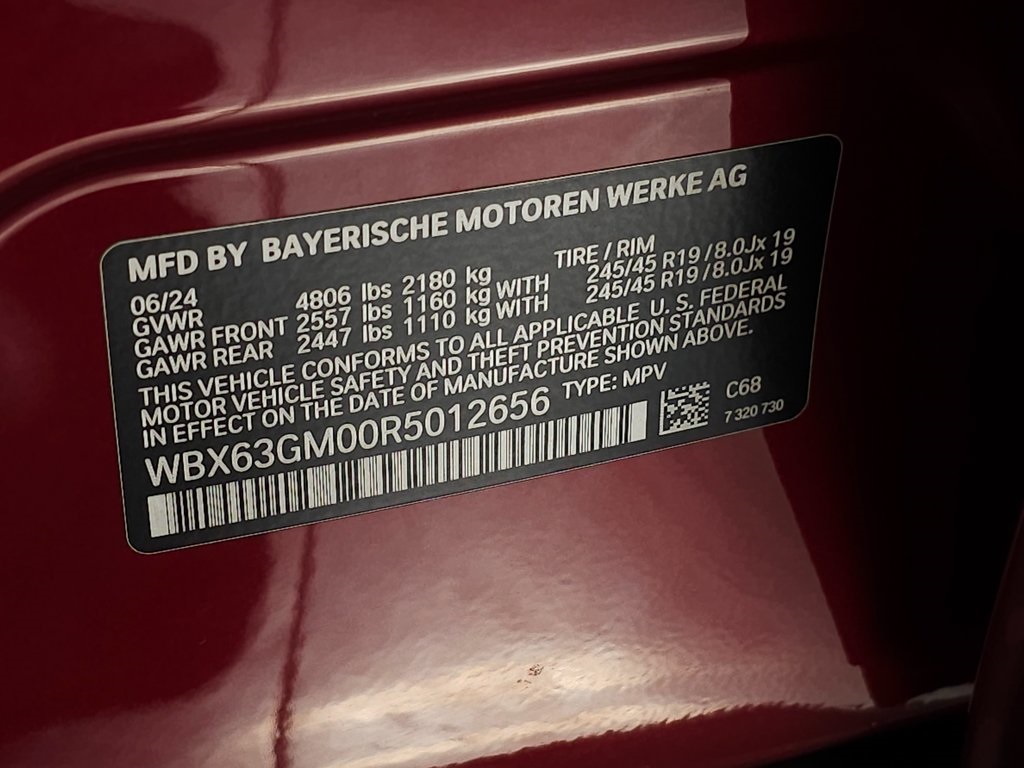 MFD BY BAYERISCHE MOTOREN WERKE AG
06/24 TIRE / RIM
GVWR 4806 lbs 2180 kg
GAWR FRONT 2557 lbs 1160 kg WITH 245/45 R19 / 8.0Jx 19
GAWR REAR 2447 lbs 1110 kg WITH 245/45 R19 / 8.0Jx 19
THIS VEHICLE CONFORMS TO ALL APPLICABLE U. S. FEDERAL
MOTOR VEHICLE SAFETY AND THEFT PREVENTION STANDARDS
IN EFFECT ON THE DATE OF MANUFACTURE SHOWN ABOVE.
WBX63GM00R5012656 TYPE: MPV
C68
7 320 730